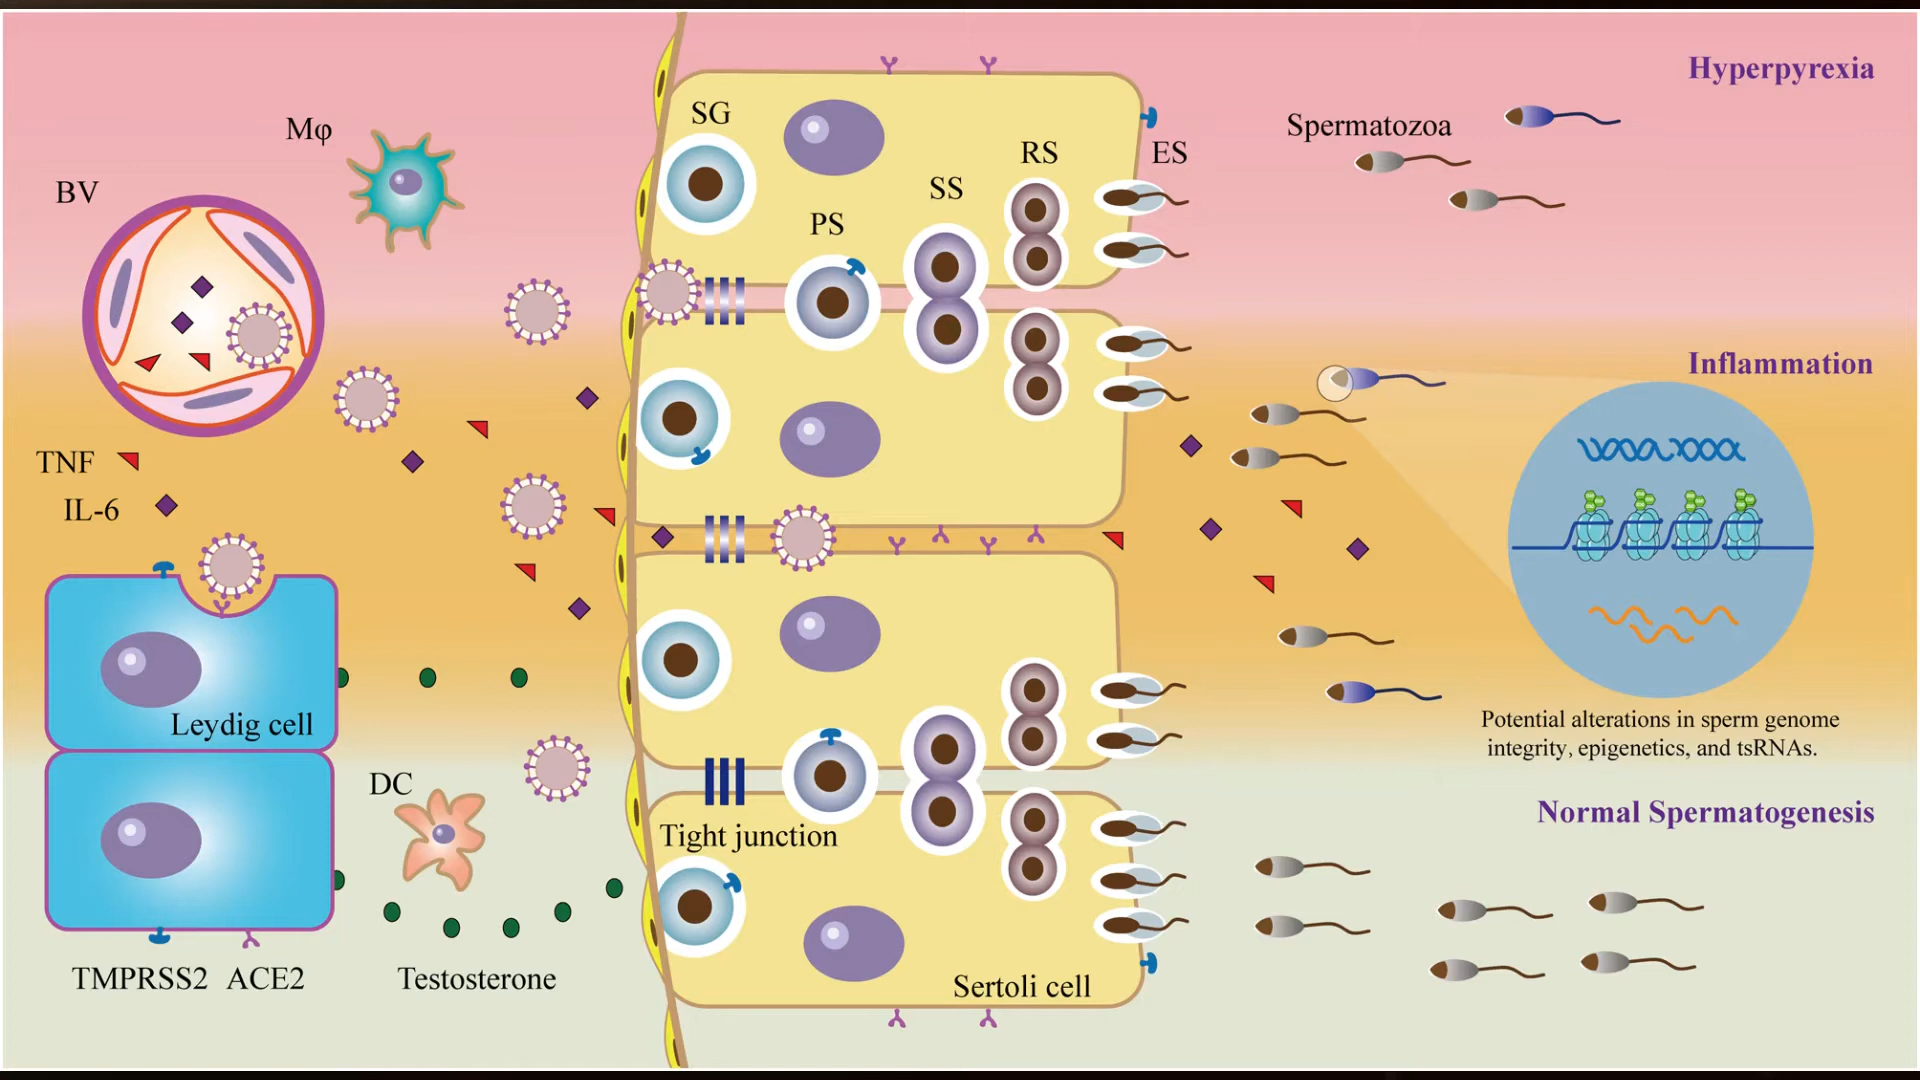 Hyperpyrexia
Mφ
SG
Spermatozoa
RS
ES
BV
SS
PS
Inflammation
TNF
IL-6
Leydig cell
Potential alterations in sperm genome
integrity, epigenetics, and tsRNAs.
DC
Normal Spermatogenesis
Tight junction
TMPRSS2
ACE2
Testosterone
Sertoli cell